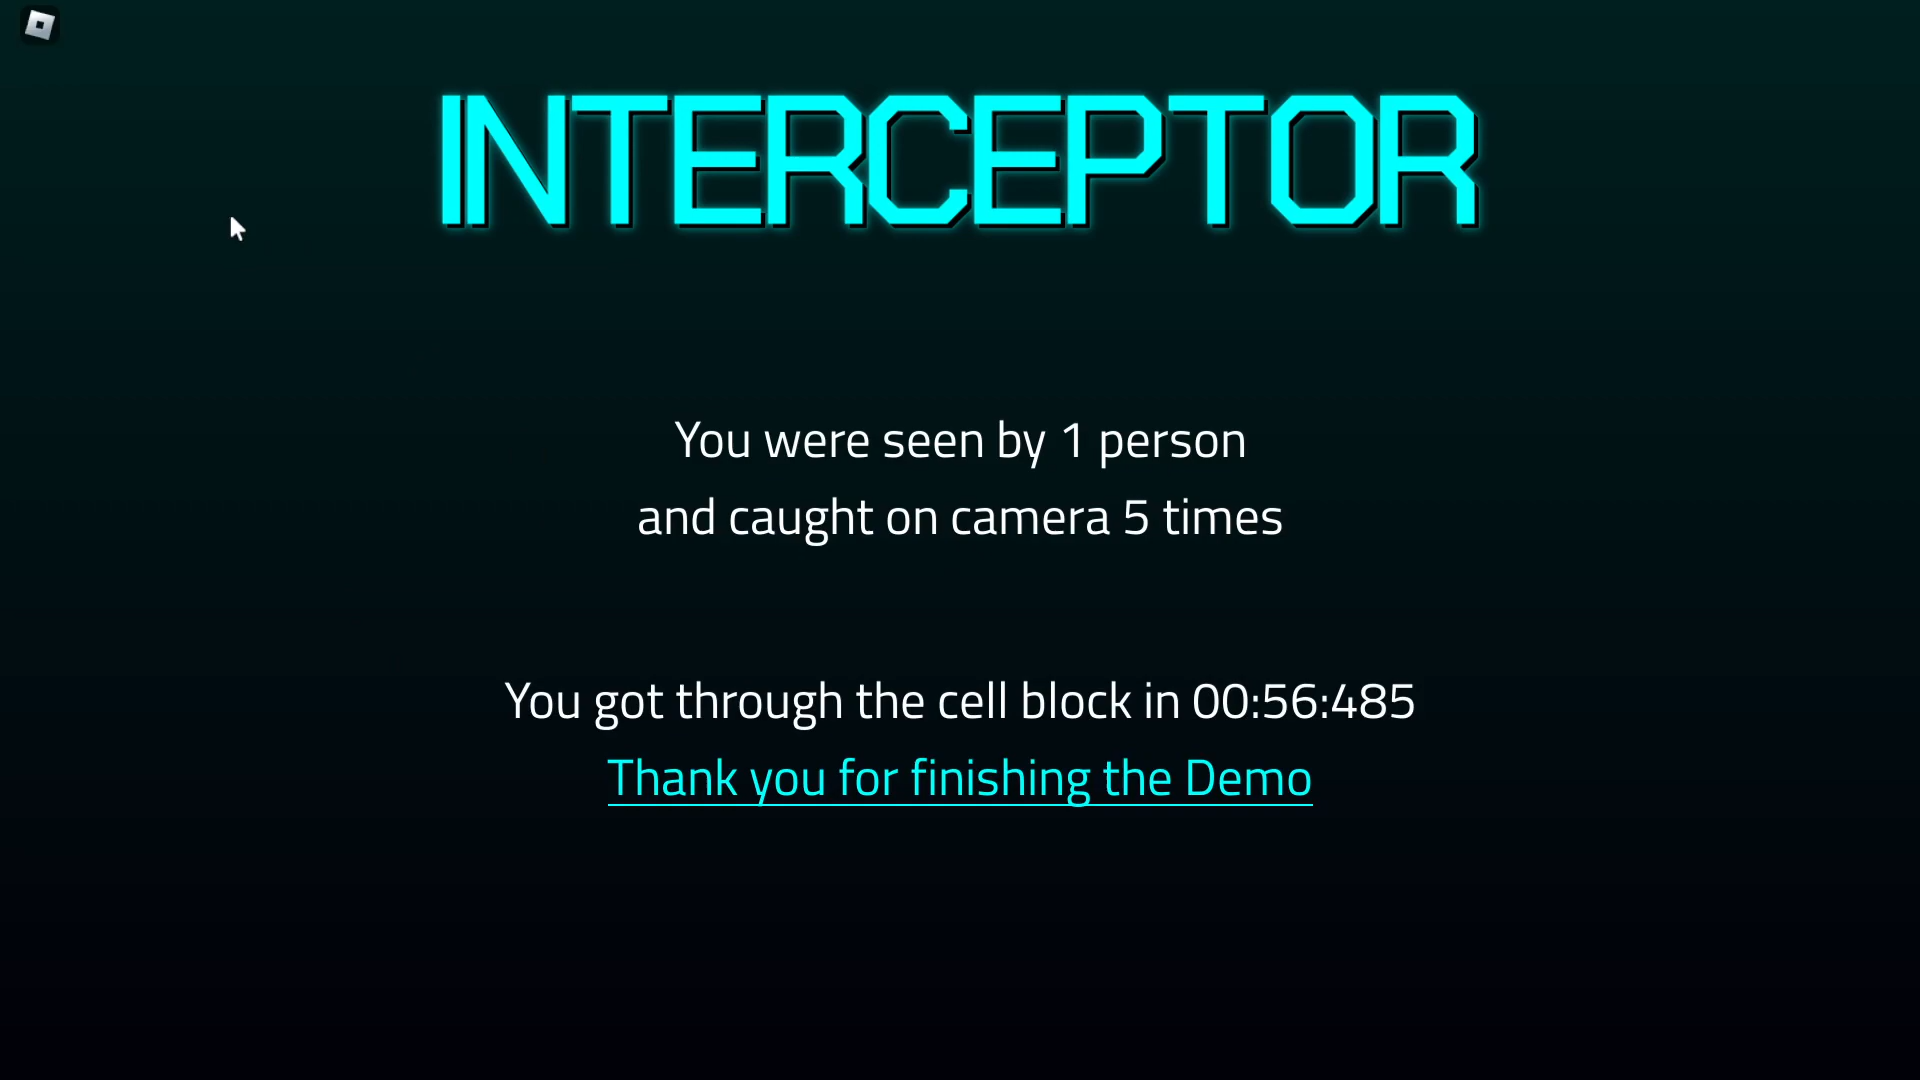 INTERCEPTOR
You were seen by 1 person
and caught on camera 5 times
You got through the cell block in 00:56:485
Thank you for finishing the Demo